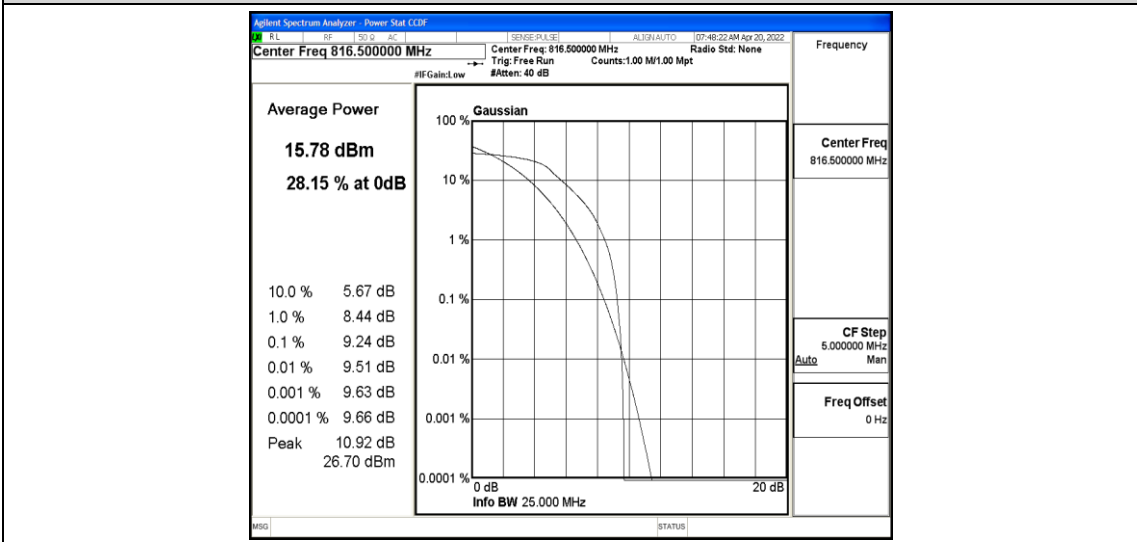 Agilent Spectrum Analyzer - Power Stat CCDF
LXI RL RF 50 Ω AC SENSE:PULSE ALIGNAUTO 07:48:22 AM Apr 20, 2022
Center Freq 816.500000 MHz
Center Freq: 816.500000 MHz Radio Std: None
Trig: Free Run Counts:1.00 M/1.00 Mpt
#IFGain:Low #Atten: 40 dB
Frequency
Average Power
15.78 dBm
28.15 % at 0dB
10.0 % 5.67 dB
1.0 % 8.44 dB
0.1 % 9.24 dB
0.01 % 9.51 dB
0.001 % 9.63 dB
0.0001 % 9.66 dB
Peak 10.92 dB
26.70 dBm
Gaussian
100 %
10 %
1 %
0.1 %
0.01 %
0.001 %
0.0001 %
0 dB 20 dB
Info BW 25.000 MHz
Center Freq
816.500000 MHz
CF Step
5.000000 MHz
Auto Man
Freq Offset
0 Hz
MSG STATUS